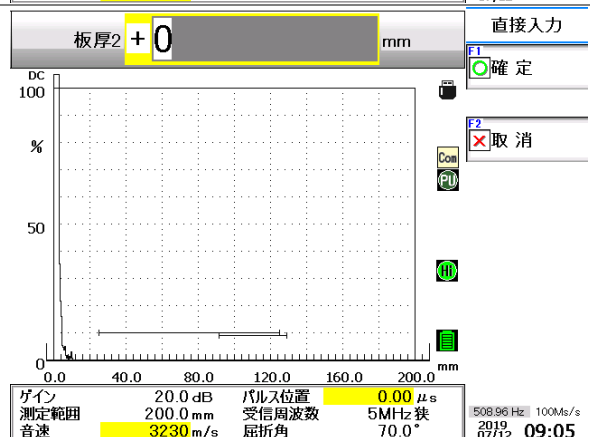 板厚2 +0 mm
直接入力
F1
確定
F2
取消
DC
100
%
50
0
0.0 40.0 80.0 120.0 160.0 200.0
mm
Com
PU
Hi
ゲイン 20.0 dB パルス位置 0.00 μs
測定範囲 200.0 mm 受信周波数 5MHz 狭
音速 3230 m/s 屈折角 70.0°
508.96 Hz 100Ms/s
2019
07/12 09:05